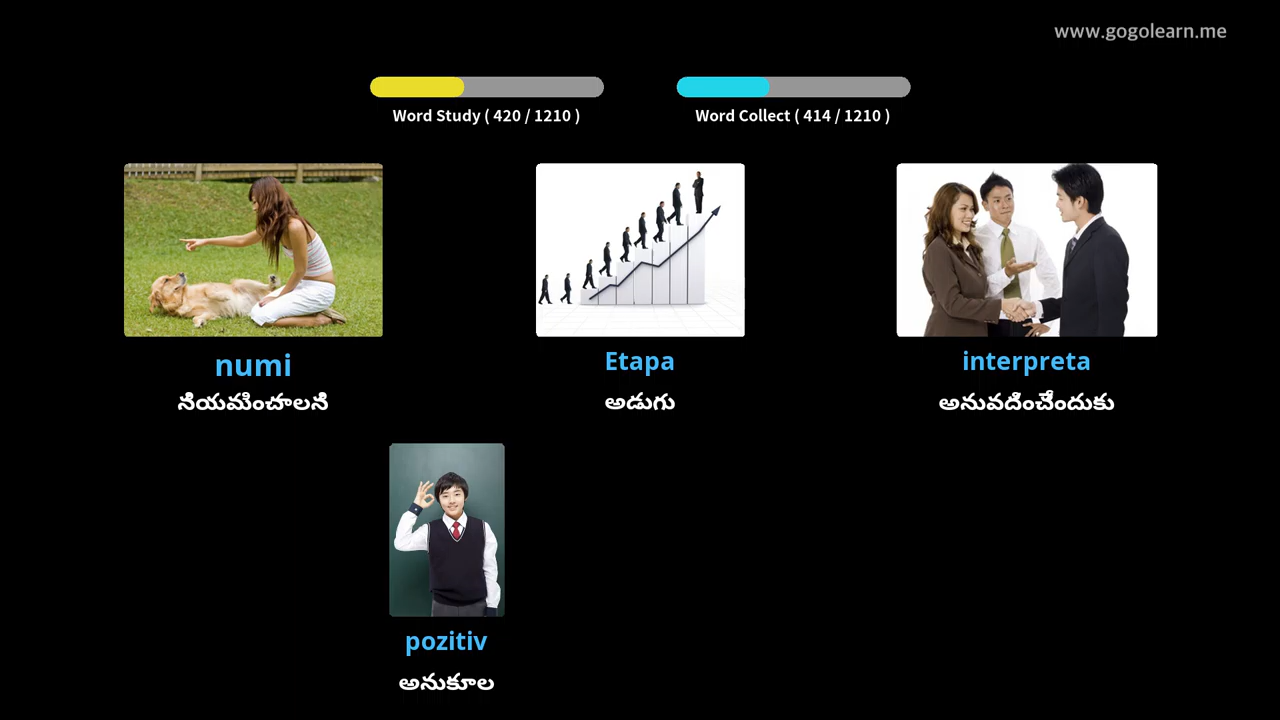 www.gogolearn.me
Word Study ( 420 / 1210 )
Word Collect ( 414 / 1210 )
numi
నియమించాలని
Etapa
అడుగు
interpreta
అనువదించేందుకు
pozitiv
అనుకూల